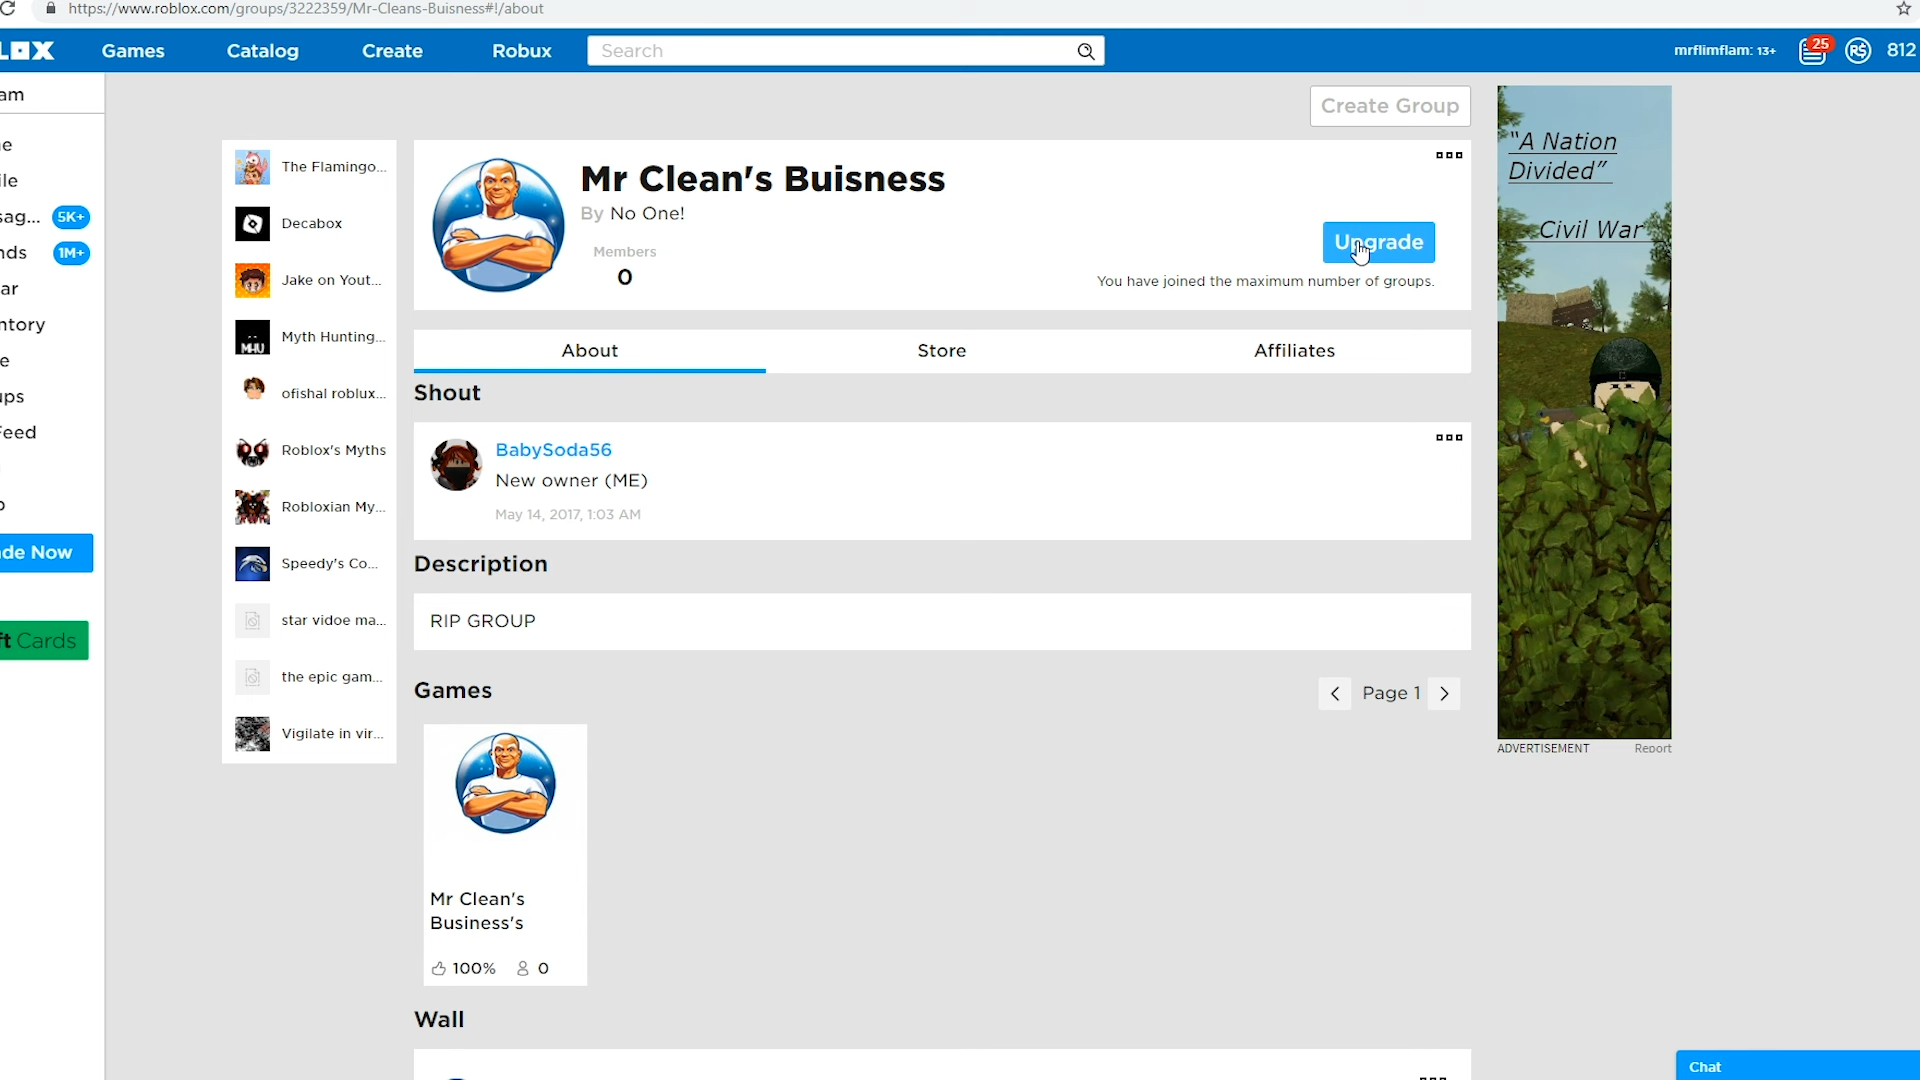 https://www.roblox.com/groups/3222359/Mr-Cleans-Buisness#!/about
LOX
Games
Catalog
Create
Robux
Search
mrflimflam: 13+
25
R$
812
am
e
ile
sag... 5K+
nds 1M+
ar
ntory
e
ups
Feed
de Now
ft Cards
Create Group
The Flamingo...
Decabox
Jake on Yout...
MHU
Myth Hunting...
ofishal roblux...
Roblox's Myths
Robloxian My...
Speedy's Co...
star vidoe ma...
the epic gam...
Vigilate in vir...
Mr Clean's Buisness
By No One!
Members
0
Upgrade
You have joined the maximum number of groups.
About
Store
Affiliates
Shout
BabySoda56
New owner (ME)
May 14, 2017, 1:03 AM
Description
RIP GROUP
Games
Page 1
Mr Clean's
Business's
100% 0
Wall
"A Nation
Divided"
Civil War
ADVERTISEMENT
Report
Chat